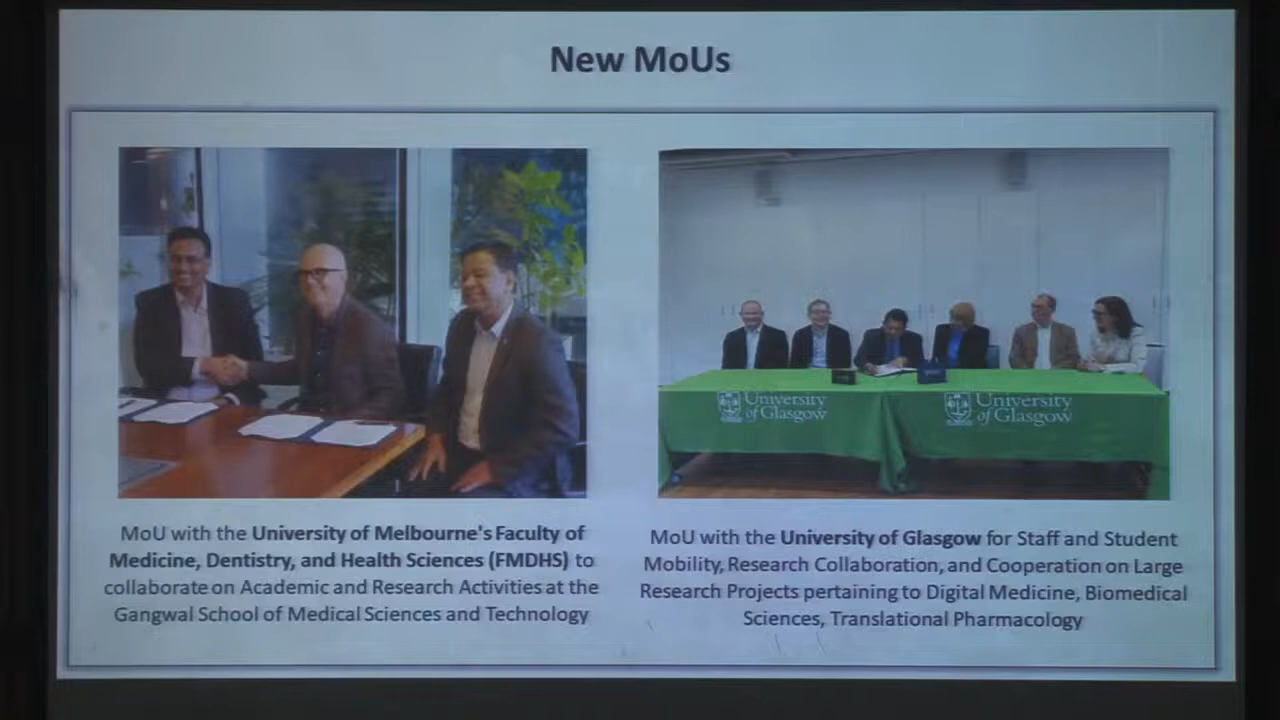 New MoUs
University of Glasgow
University of Glasgow
MoU with the University of Melbourne's Faculty of
Medicine, Dentistry, and Health Sciences (FMDHS) to
collaborate on Academic and Research Activities at the
Gangwal School of Medical Sciences and Technology
MoU with the University of Glasgow for Staff and Student
Mobility, Research Collaboration, and Cooperation on Large
Research Projects pertaining to Digital Medicine, Biomedical
Sciences, Translational Pharmacology